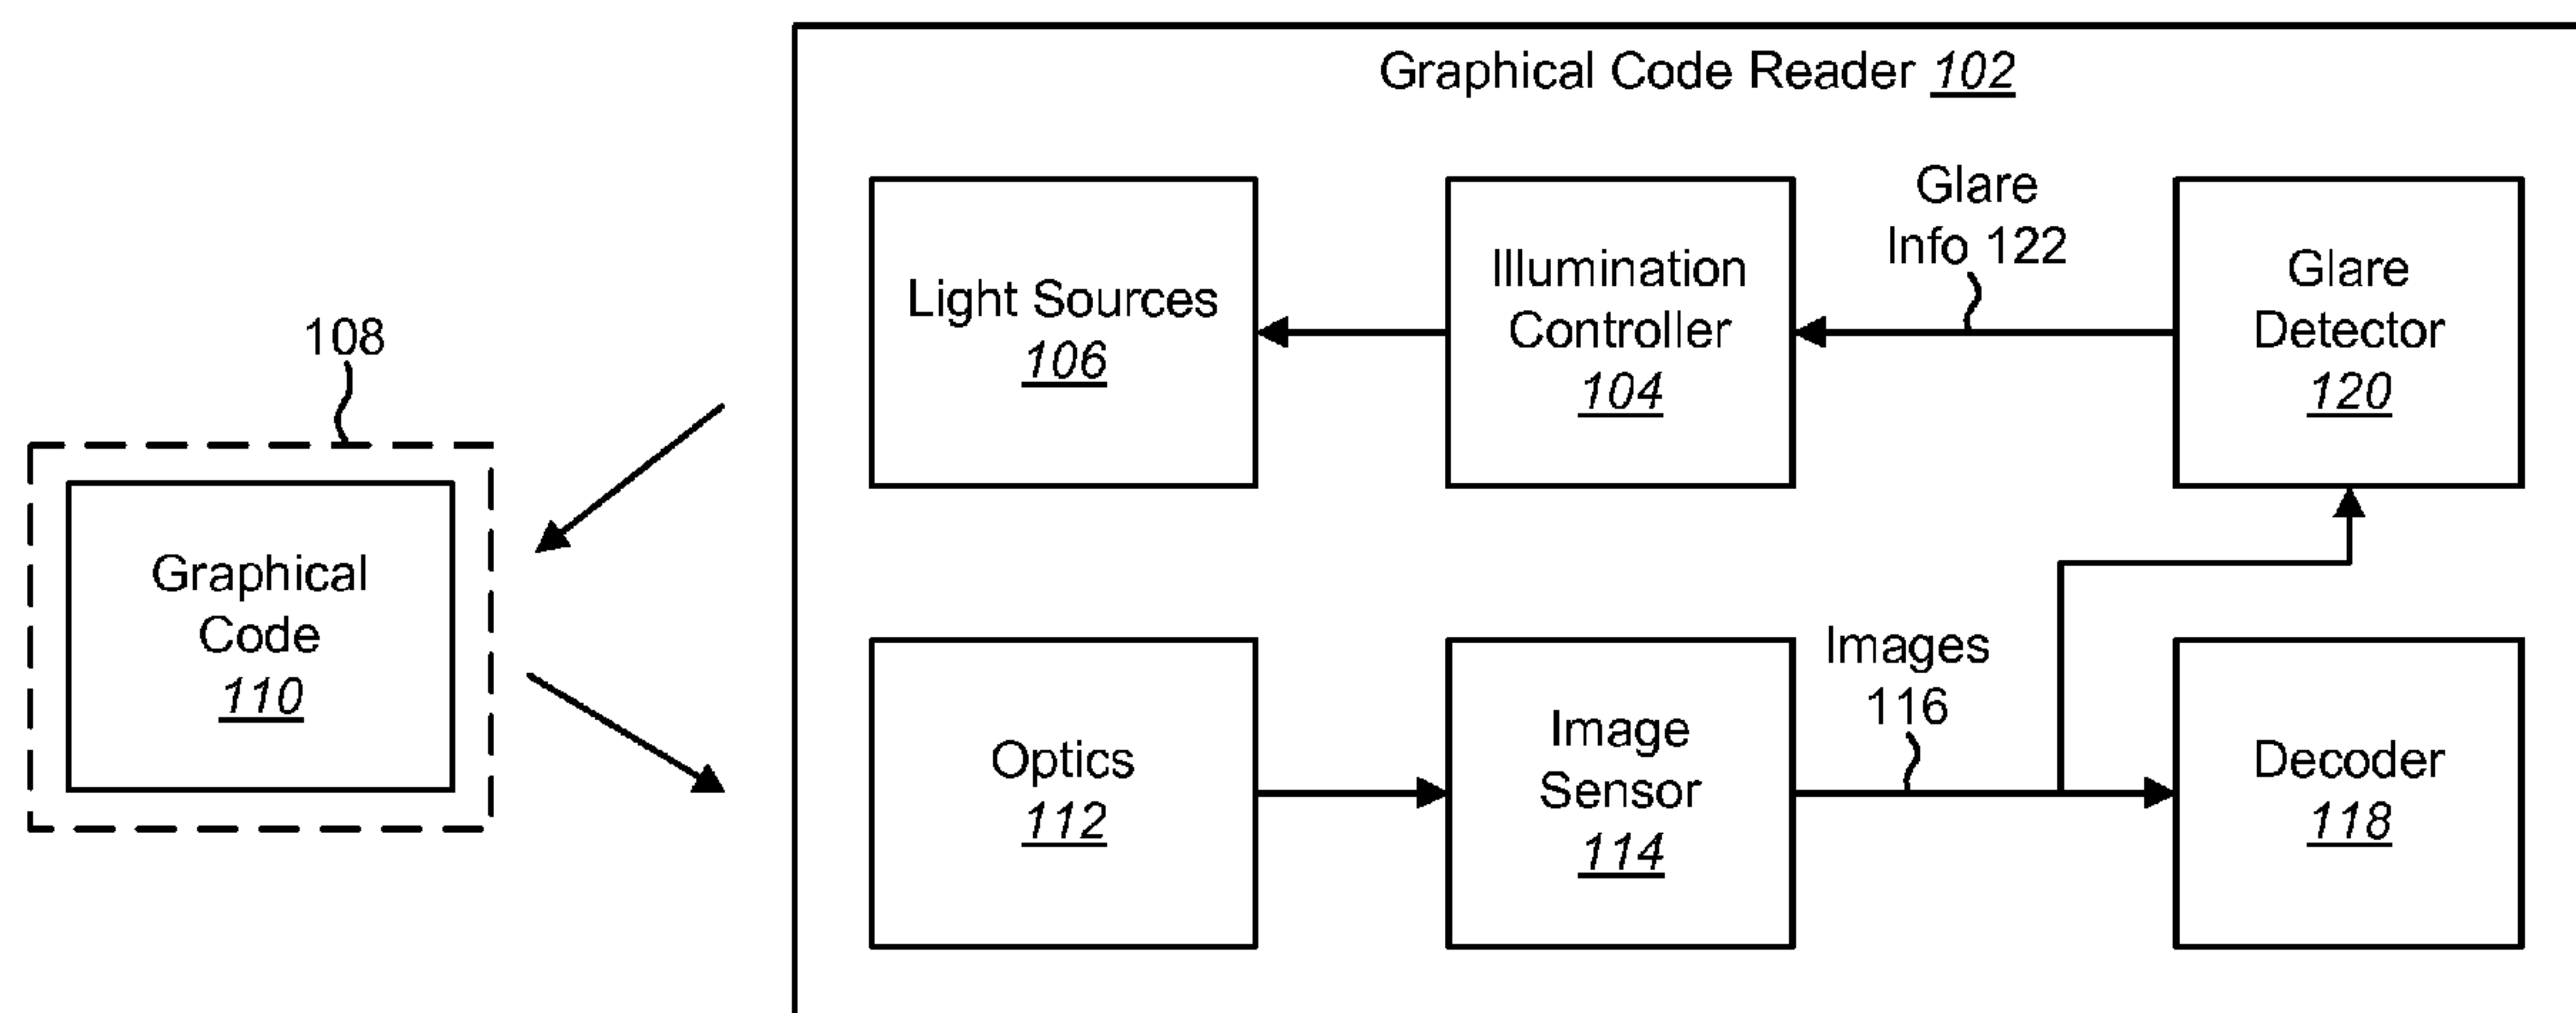 Graphical Code Reader 102
Light Sources
106
Illumination
Controller
104
Glare
Info 122
Glare
Detector
120
108
Graphical
Code
110
Optics
112
Image
Sensor
114
Images
116
Decoder
118